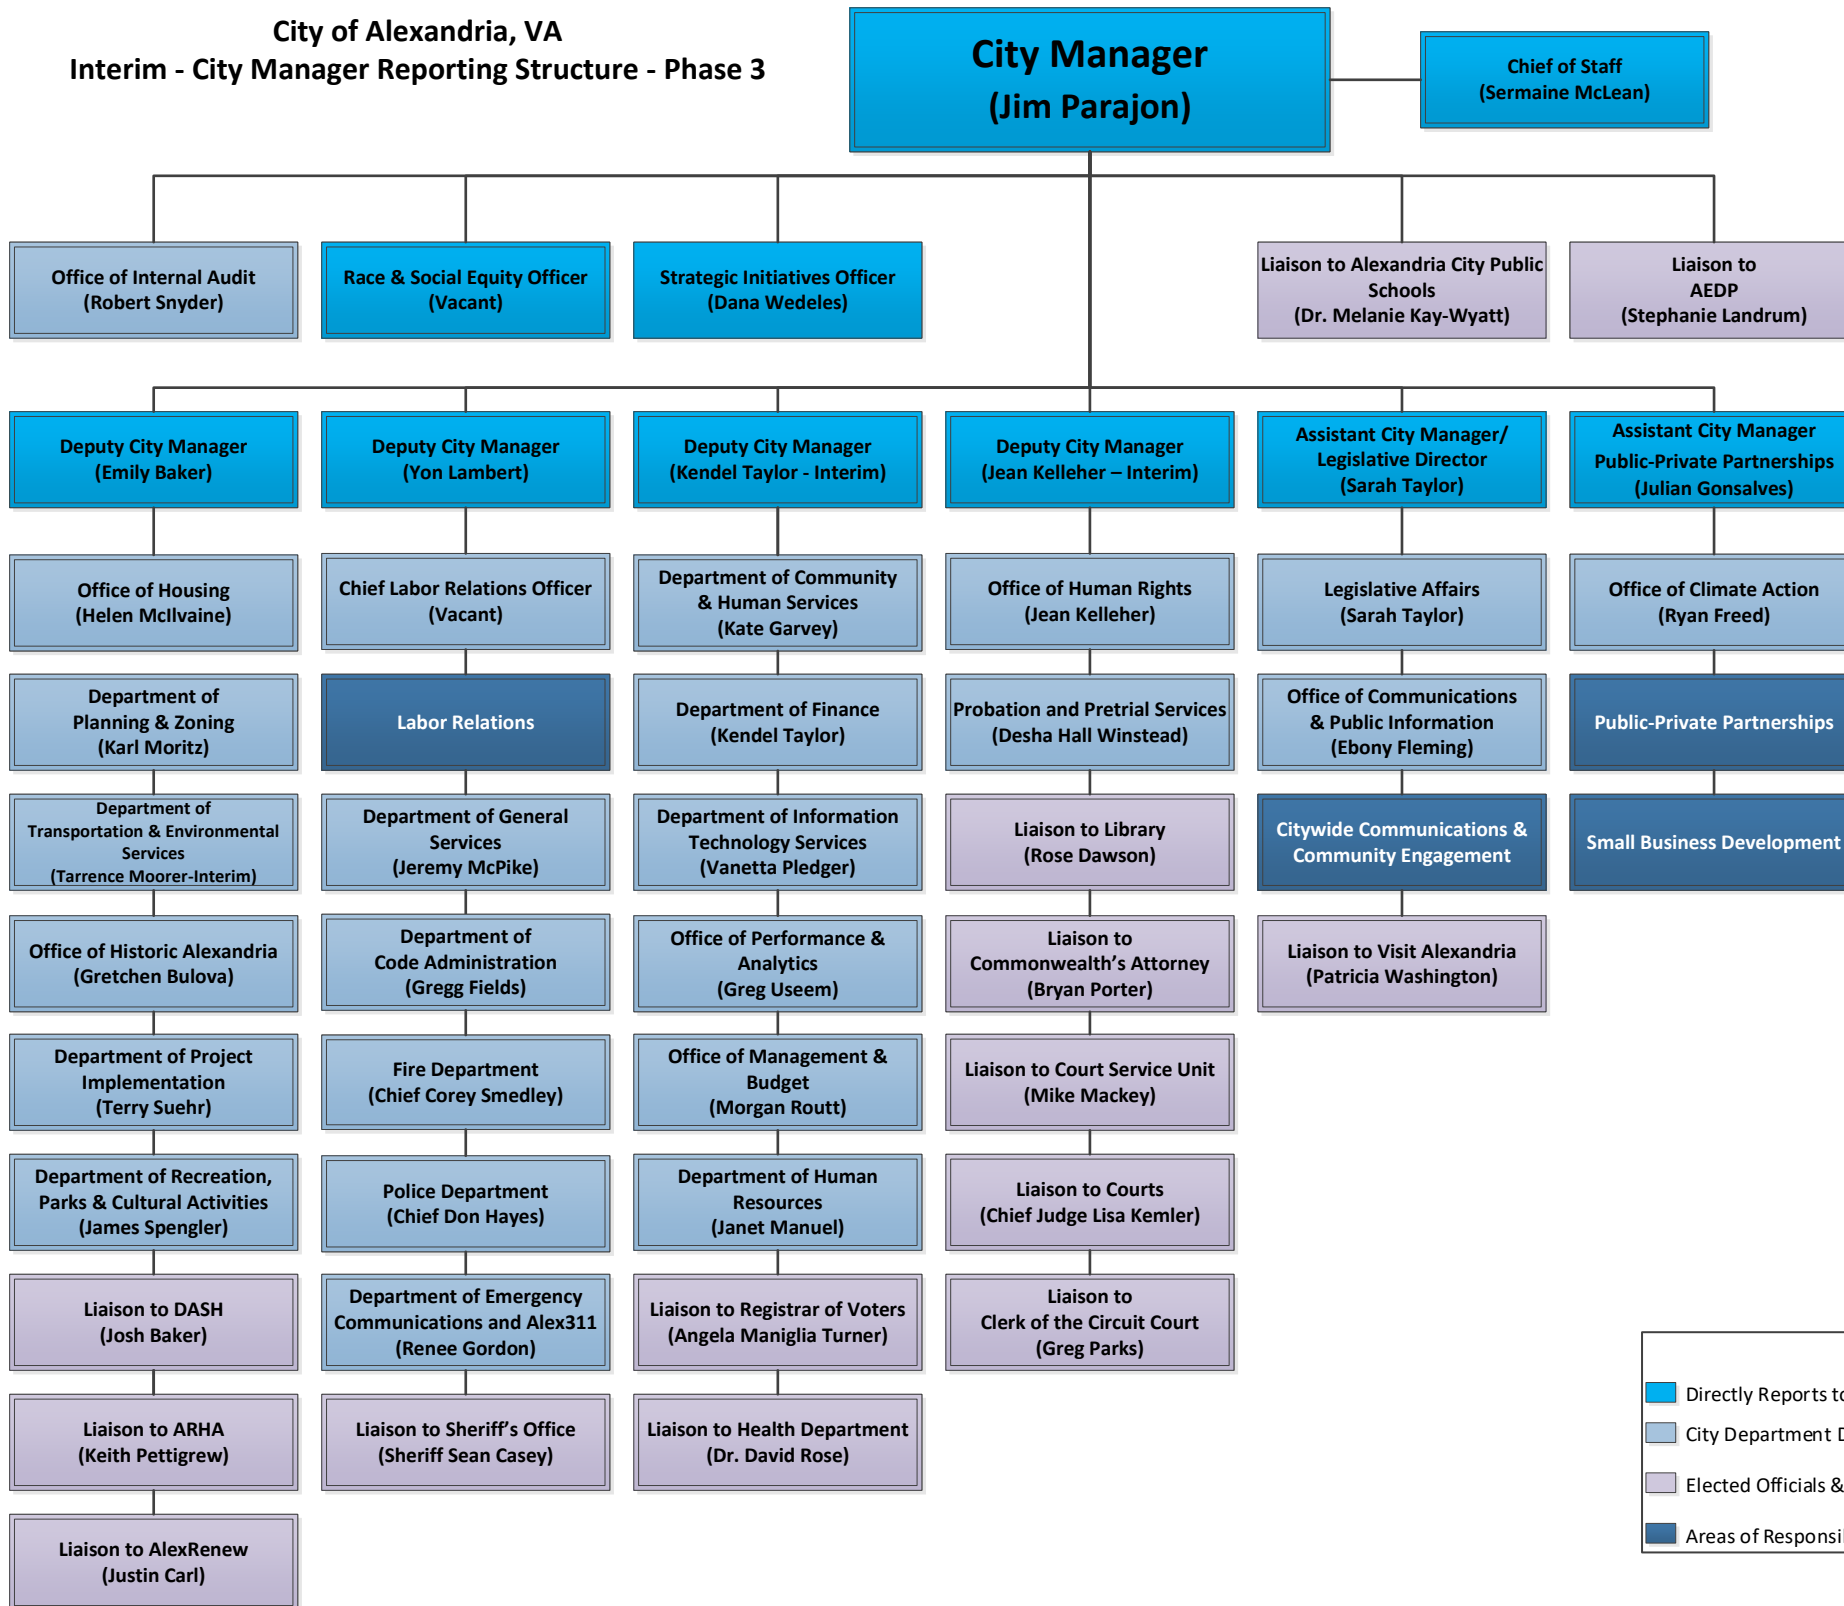 City of Alexandria, VA
Interim - City Manager Reporting Structure - Phase 3
City Manager
(Jim Parajon)
Chief of Staff
(Sermaine McLean)
Office of Internal Audit
(Robert Snyder)
Race & Social Equity Officer
(Vacant)
Strategic Initiatives Officer
(Dana Wedeles)
Liaison to Alexandria City Public
Schools
(Dr. Melanie Kay-Wyatt)
Liaison to
AEDP
(Stephanie Landrum)
Deputy City Manager
(Emily Baker)
Deputy City Manager
(Yon Lambert)
Deputy City Manager
(Kendel Taylor - Interim)
Deputy City Manager
(Jean Kelleher – Interim)
Assistant City Manager/
Legislative Director
(Sarah Taylor)
Assistant City Manager
Public-Private Partnerships
(Julian Gonsalves)
Office of Housing
(Helen McIlvaine)
Chief Labor Relations Officer
(Vacant)
Department of Community
& Human Services
(Kate Garvey)
Office of Human Rights
(Jean Kelleher)
Legislative Affairs
(Sarah Taylor)
Office of Climate Action
(Ryan Freed)
Department of
Planning & Zoning
(Karl Moritz)
Labor Relations
Department of Finance
(Kendel Taylor)
Probation and Pretrial Services
(Desha Hall Winstead)
Office of Communications
& Public Information
(Ebony Fleming)
Public-Private Partnerships
Department of
Transportation & Environmental
Services
(Tarrence Moorer-Interim)
Department of General
Services
(Jeremy McPike)
Department of Information
Technology Services
(Vanetta Pledger)
Liaison to Library
(Rose Dawson)
Citywide Communications &
Community Engagement
Small Business Development
Office of Historic Alexandria
(Gretchen Bulova)
Department of
Code Administration
(Gregg Fields)
Office of Performance &
Analytics
(Greg Useem)
Liaison to
Commonwealth’s Attorney
(Bryan Porter)
Liaison to Visit Alexandria
(Patricia Washington)
Department of Project
Implementation
(Terry Suehr)
Fire Department
(Chief Corey Smedley)
Office of Management &
Budget
(Morgan Routt)
Liaison to Court Service Unit
(Mike Mackey)
Department of Recreation,
Parks & Cultural Activities
(James Spengler)
Police Department
(Chief Don Hayes)
Department of Human
Resources
(Janet Manuel)
Liaison to Courts
(Chief Judge Lisa Kemler)
Liaison to DASH
(Josh Baker)
Department of Emergency
Communications and Alex311
(Renee Gordon)
Liaison to Registrar of Voters
(Angela Maniglia Turner)
Liaison to
Clerk of the Circuit Court
(Greg Parks)
Liaison to ARHA
(Keith Pettigrew)
Liaison to Sheriff’s Office
(Sheriff Sean Casey)
Liaison to Health Department
(Dr. David Rose)
Liaison to AlexRenew
(Justin Carl)
Directly Reports to
City Department D
Elected Officials &
Areas of Responsi